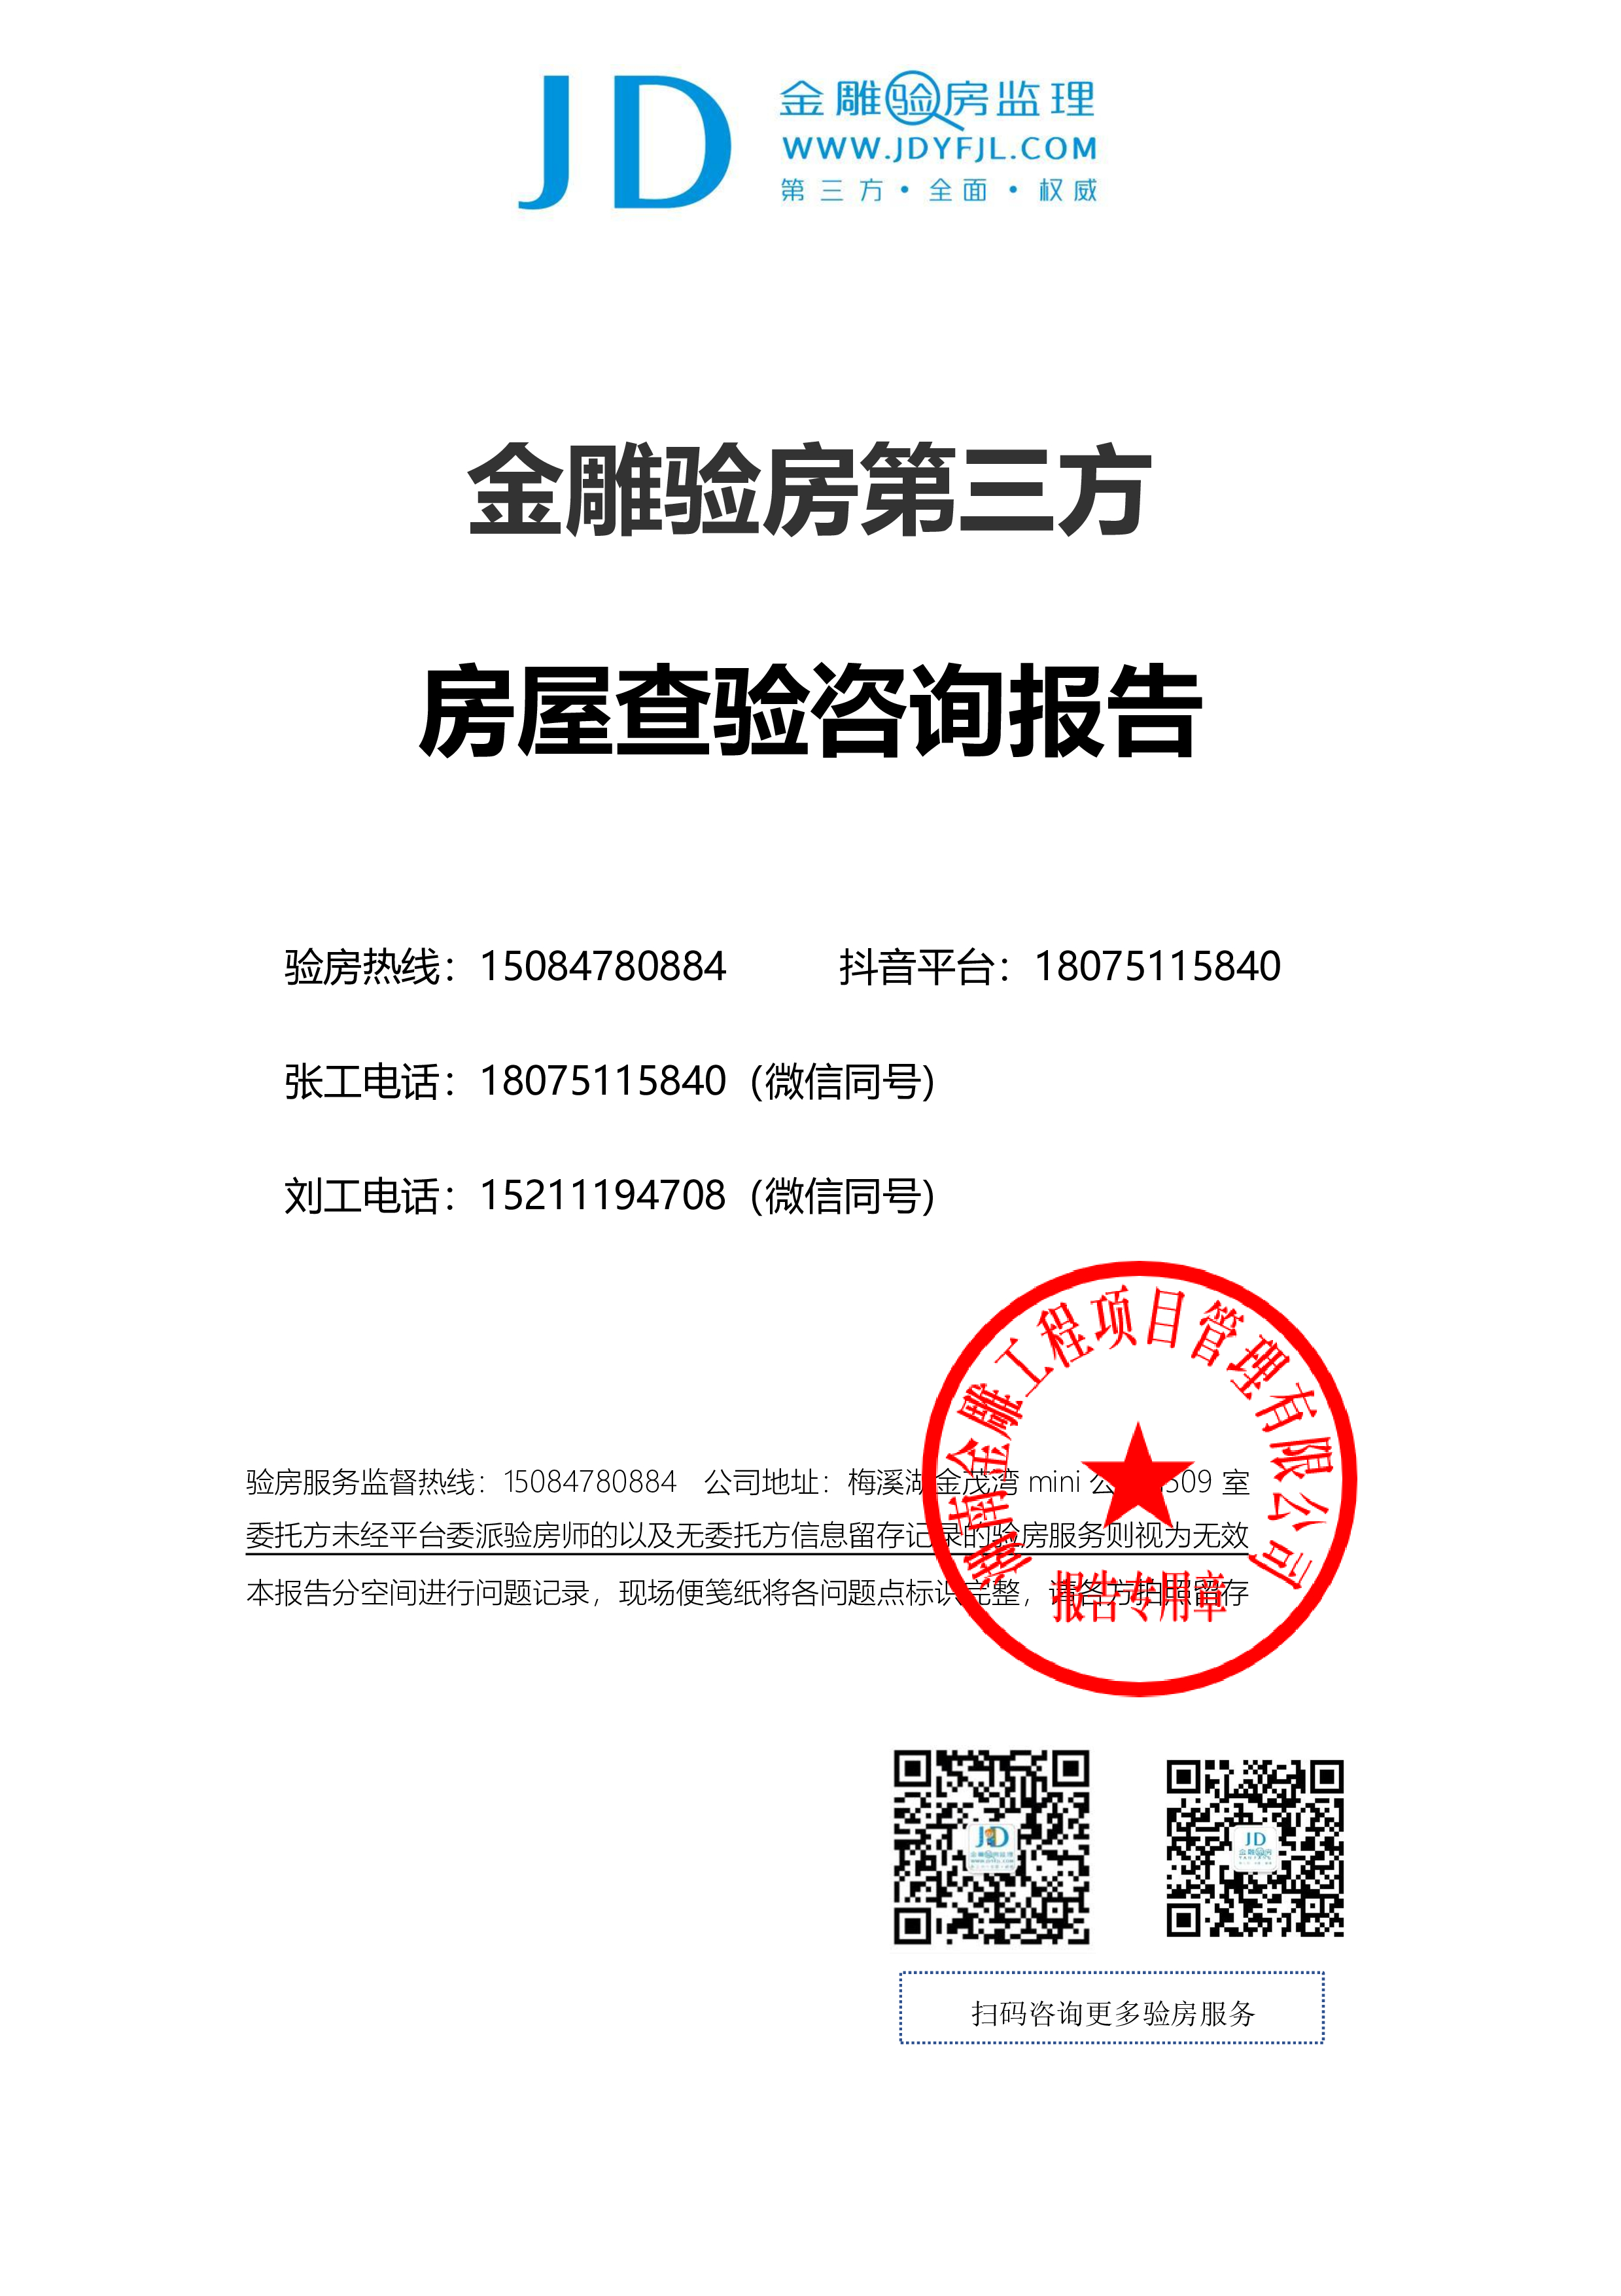 JD
金雕验房监理
WWW.JDYFJL.COM
第三方·全面·权威
金雕验房第三方
房屋查验咨询报告
验房热线：15084780884 抖音平台：18075115840
张工电话：18075115840（微信同号）
刘工电话：15211194708（微信同号）
湖南金雕工程项目管理有限公司
验房服务监督热线：15084780884 公司地址：梅溪湖金茂湾 mini 公 509 室
委托方未经平台委派验房师的以及无委托方信息留存记录的验房服务则视为无效
本报告分空间进行问题记录，现场便笺纸将各问题点标识完整，请各方拍照留存
报告专用章
JD
金雕验房监理
JD
扫码咨询更多验房服务